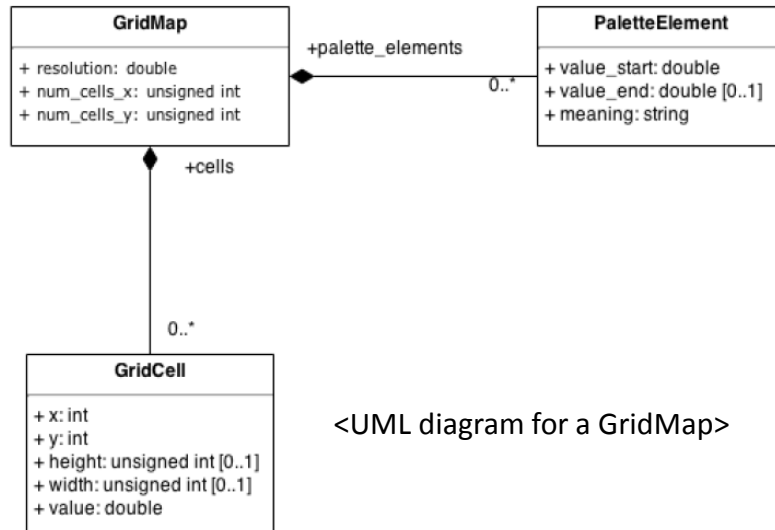 GridMap
+ resolution: double
+ num_cells_x: unsigned int
+ num_cells_y: unsigned int
+palette_elements
0..*
PaletteElement
+ value_start: double
+ value_end: double [0..1]
+ meaning: string
+cells
0..*
GridCell
+ x: int
+ y: int
+ height: unsigned int [0..1]
+ width: unsigned int [0..1]
+ value: double
<UML diagram for a GridMap>